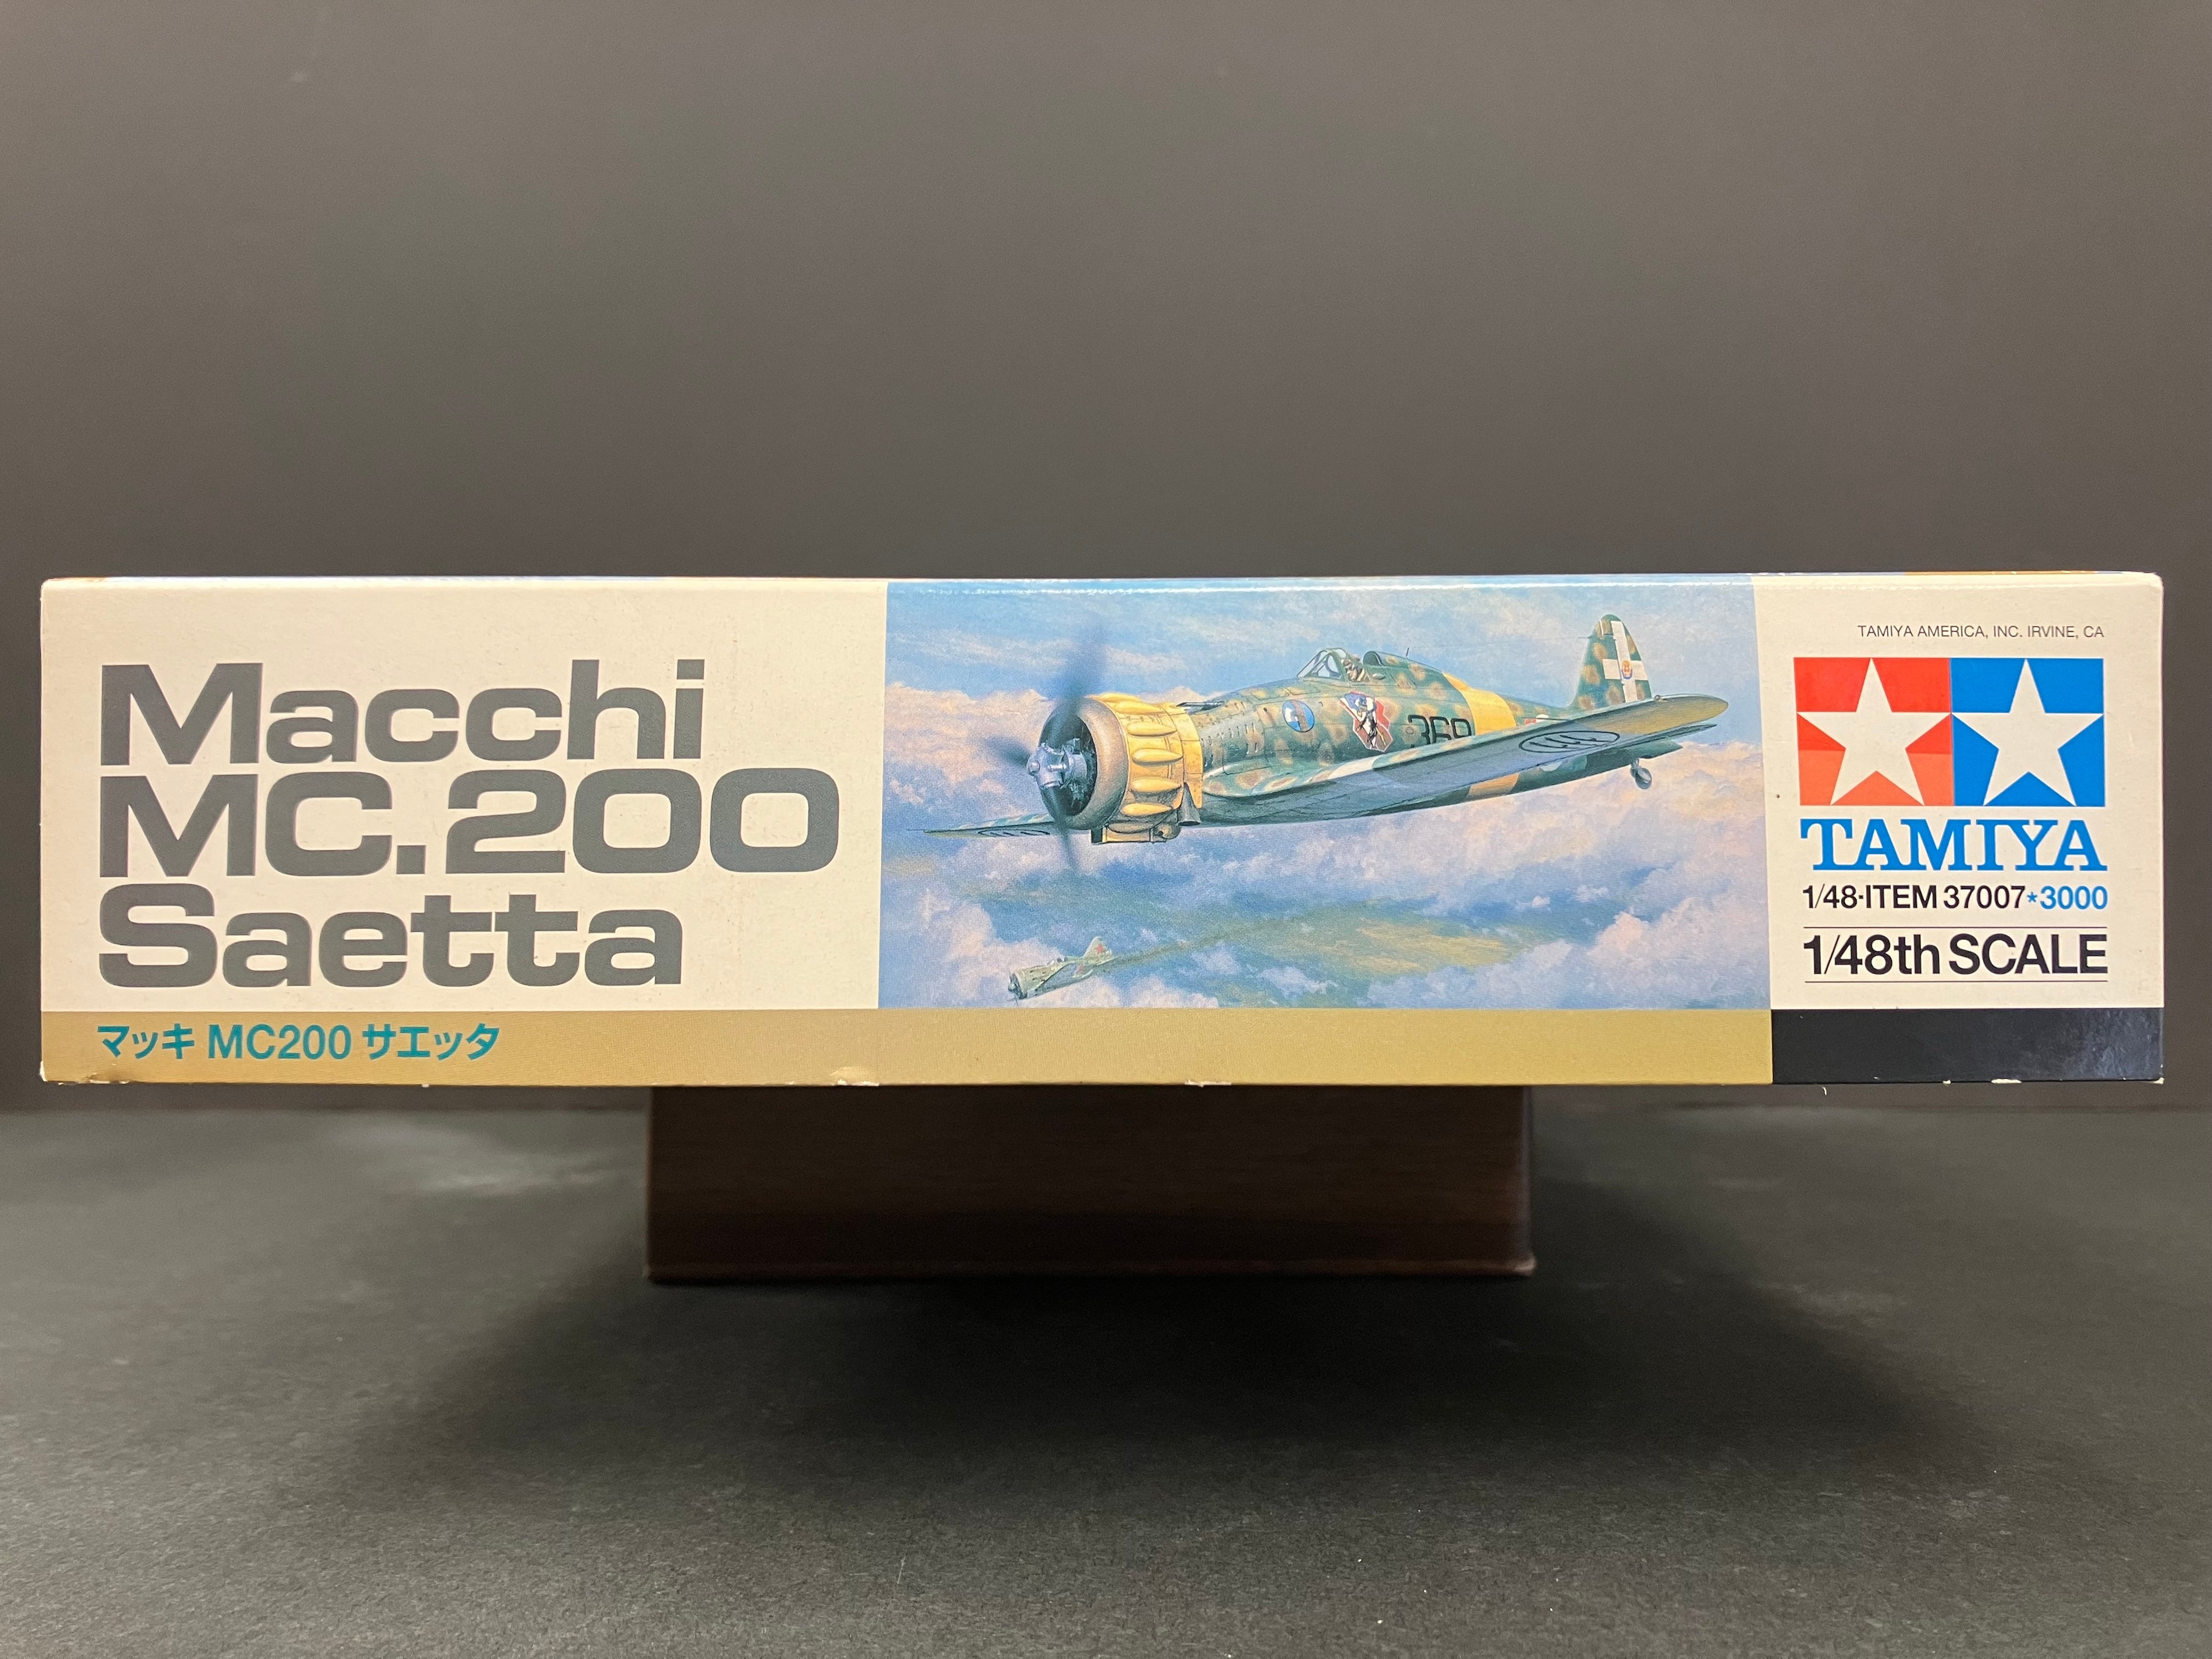 Macchi
MC.200
Saetta
マッキ MC200 サエッタ
369
TAMIYA AMERICA, INC. IRVINE, CA
TAMIYA
1/48·ITEM 37007*3000
1/48th SCALE